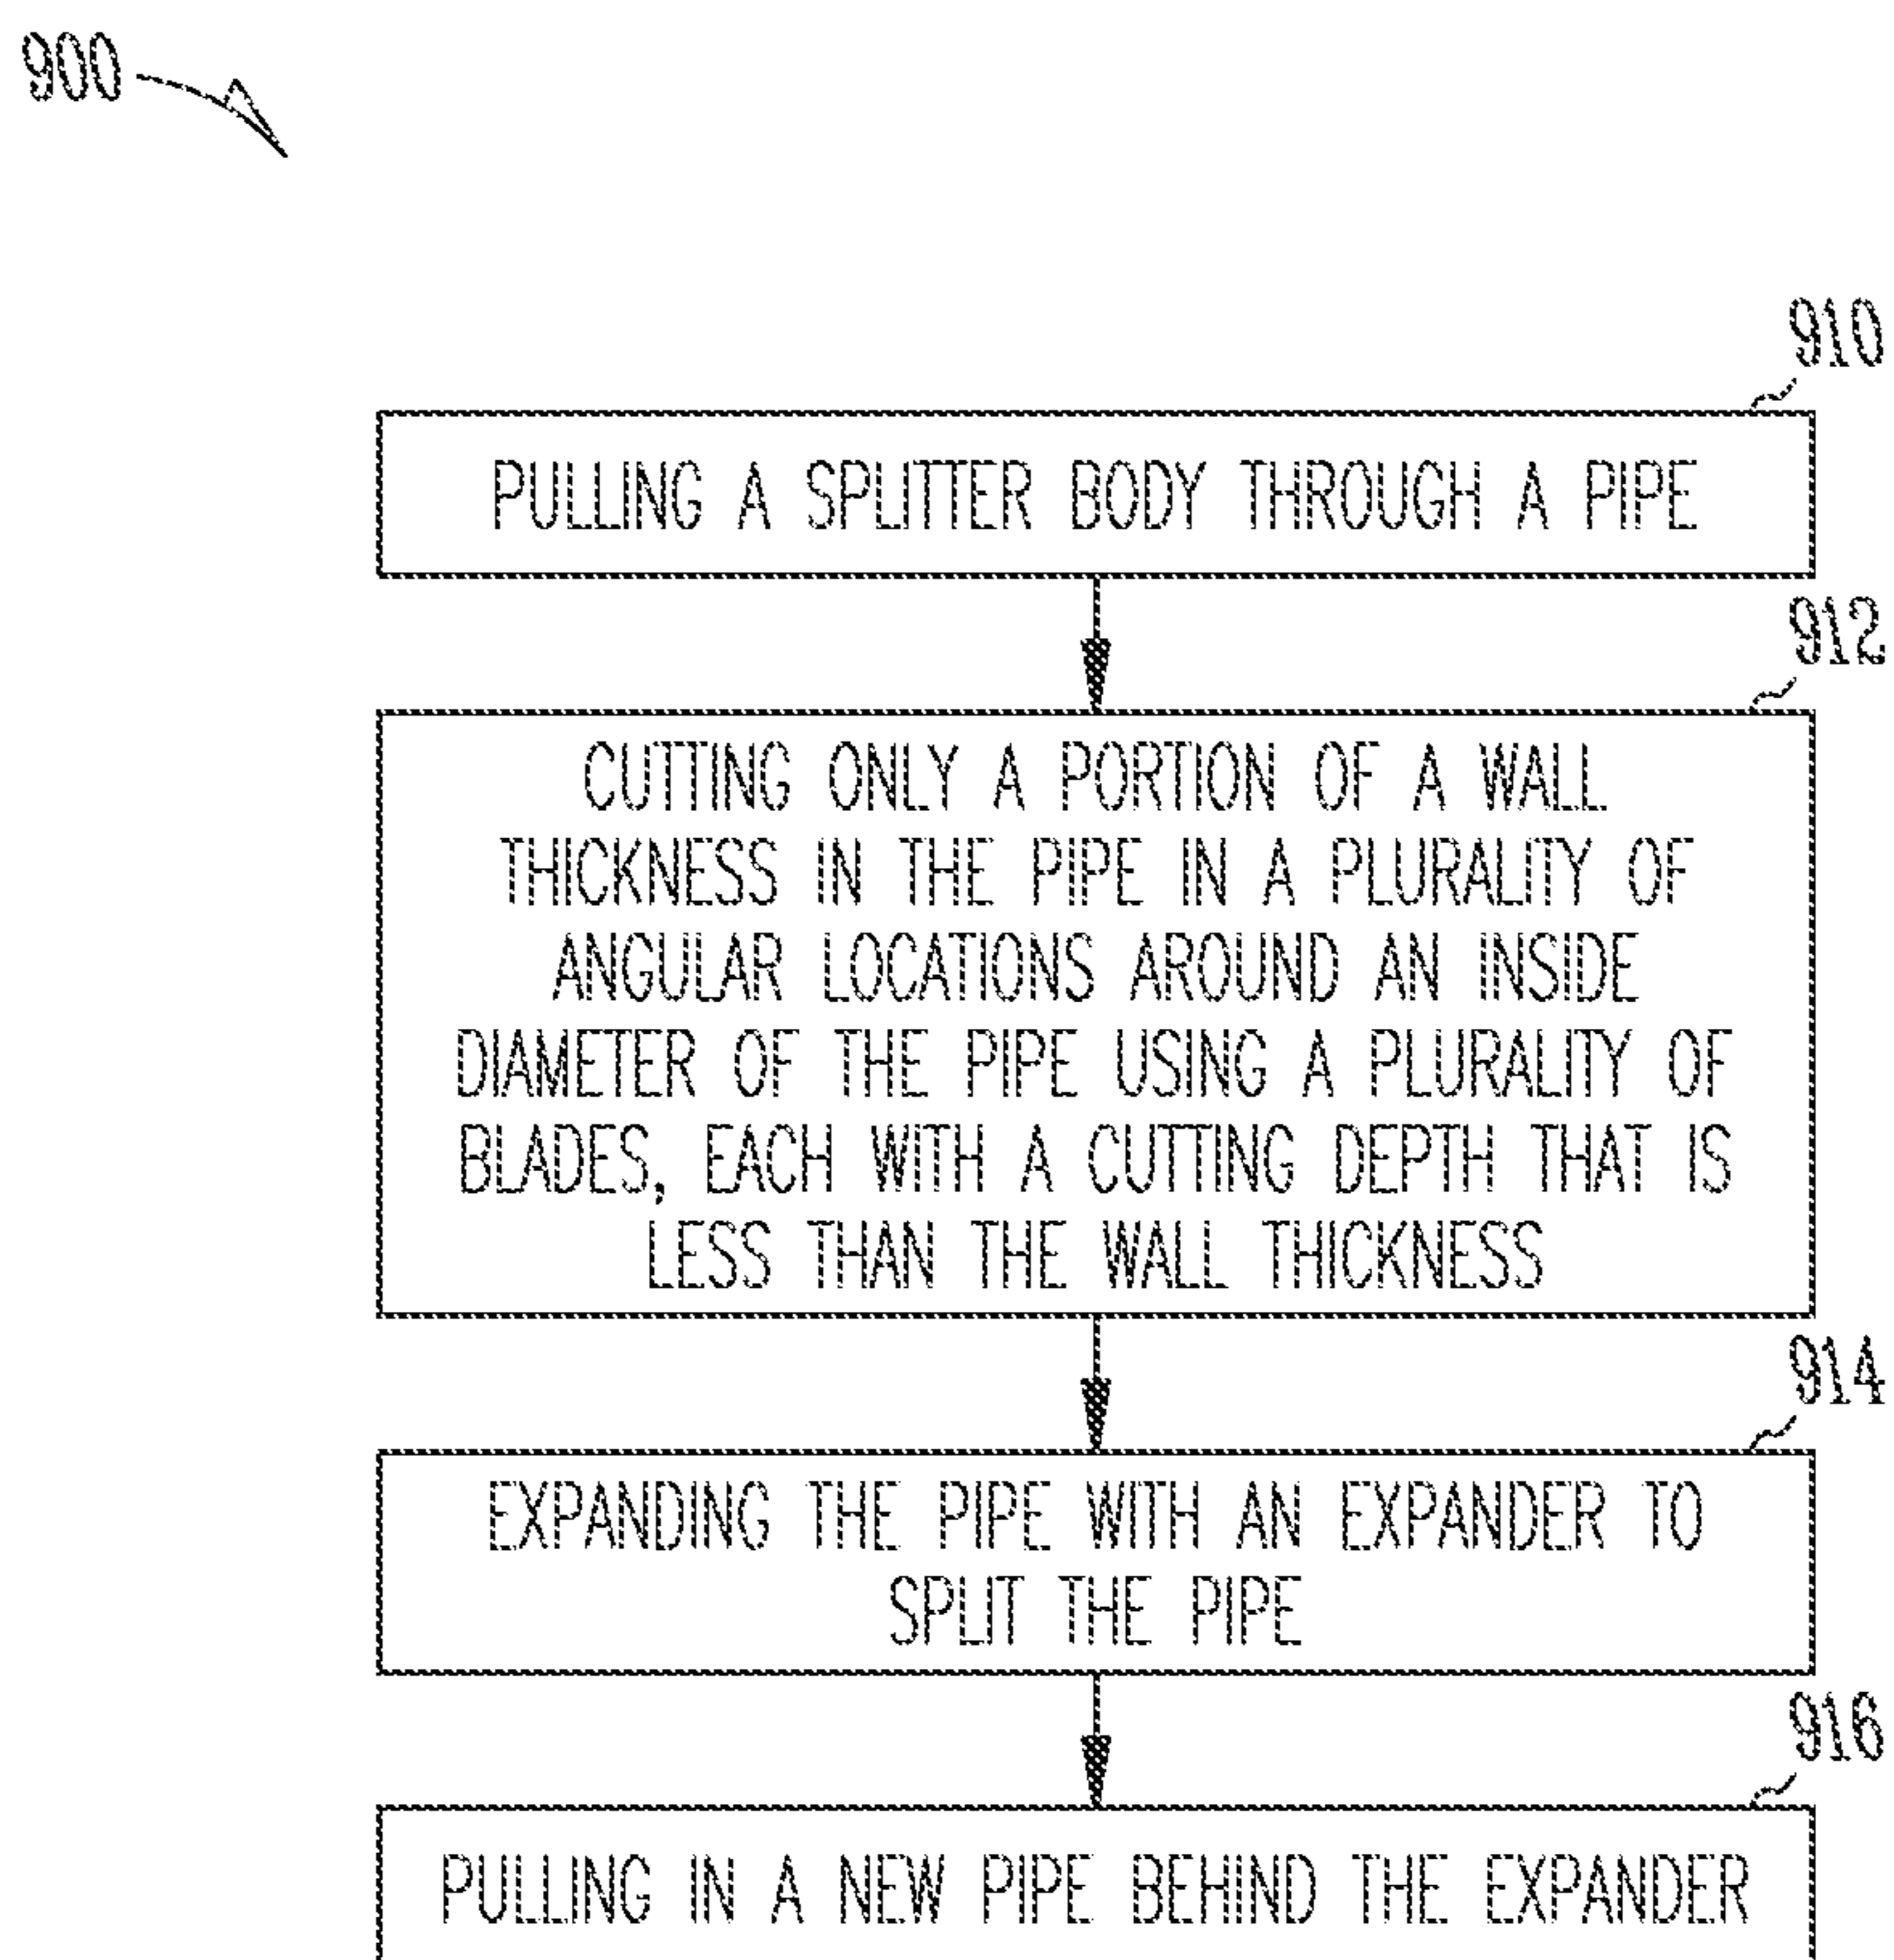 900
910
PULLING A SPLITTER BODY THROUGH A PIPE
912
CUTTING ONLY A PORTION OF A WALL
THICKNESS IN THE PIPE IN A PLURALITY OF
ANGULAR LOCATIONS AROUND AN INSIDE
DIAMETER OF THE PIPE USING A PLURALITY OF
BLADES, EACH WITH A CUTTING DEPTH THAT IS
LESS THAN THE WALL THICKNESS
914
EXPANDING THE PIPE WITH AN EXPANDER TO
SPLIT THE PIPE
916
PULLING IN A NEW PIPE BEHIND THE EXPANDER